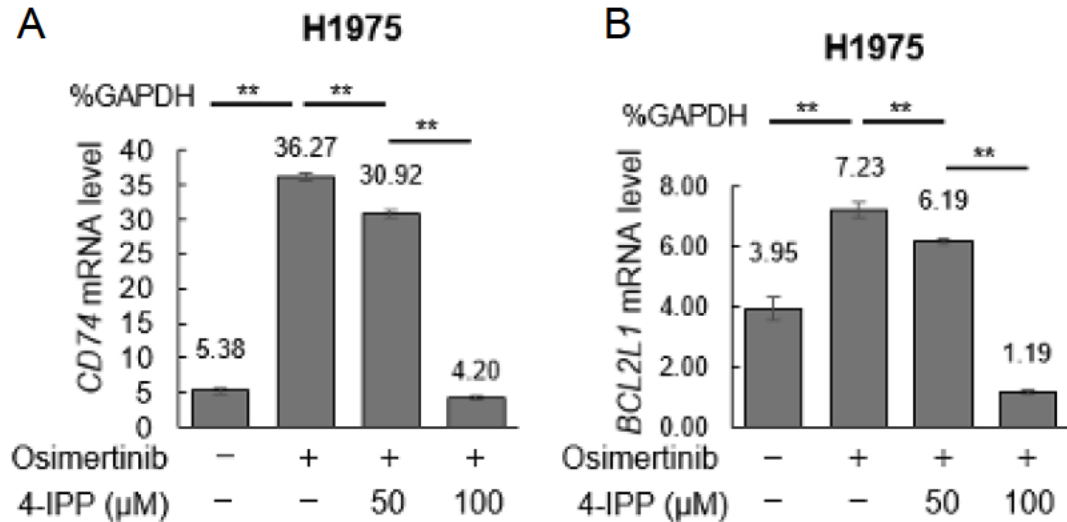 A
H1975
%GAPDH
**
**
**
CD74 mRNA level
40
35
30
25
20
15
10
5
0
5.38
36.27
30.92
4.20
Osimertinib − + + +
4-IPP (µM) − − 50 100
B
H1975
%GAPDH
**
**
**
BCL2L1 mRNA level
8.00
6.00
4.00
2.00
0.00
3.95
7.23
6.19
1.19
Osimertinib − + + +
4-IPP (µM) − − 50 100